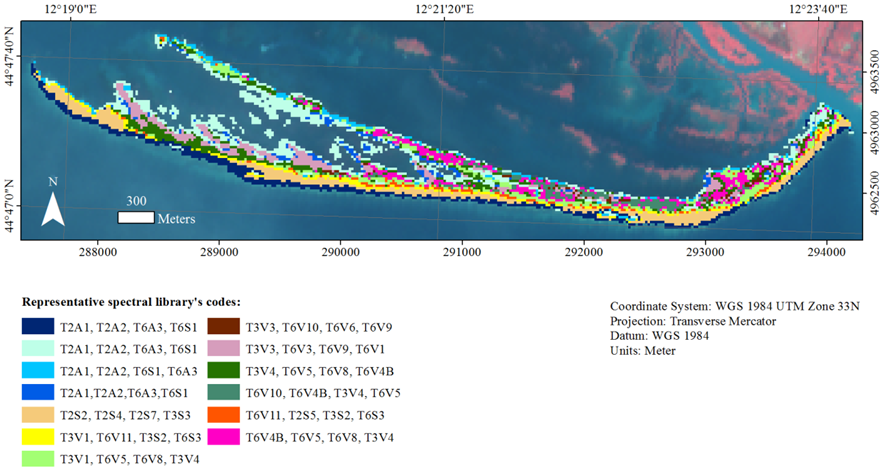 12°19'0"E 12°21'20"E 12°23'40"E
44°47'40"N
4963500
4963000
4962500
44°47'0"N
N
300
Meters
288000 289000 290000 291000 292000 293000 294000
Representative spectral library's codes:
T2A1, T2A2, T6A3, T6S1
T2A1, T2A2, T6A3, T6S1
T2A1, T2A2, T6S1, T6A3
T2A1,T2A2,T6A3,T6S1
T2S2, T2S4, T2S7, T3S3
T3V1, T6V11, T3S2, T6S3
T3V1, T6V5, T6V8, T3V4
T3V3, T6V10, T6V6, T6V9
T3V3, T6V3, T6V9, T6V1
T3V4, T6V5, T6V8, T6V4B
T6V10, T6V4B, T3V4, T6V5
T6V11, T2S5, T3S2, T6S3
T6V4B, T6V5, T6V8, T3V4
Coordinate System: WGS 1984 UTM Zone 33N
Projection: Transverse Mercator
Datum: WGS 1984
Units: Meter